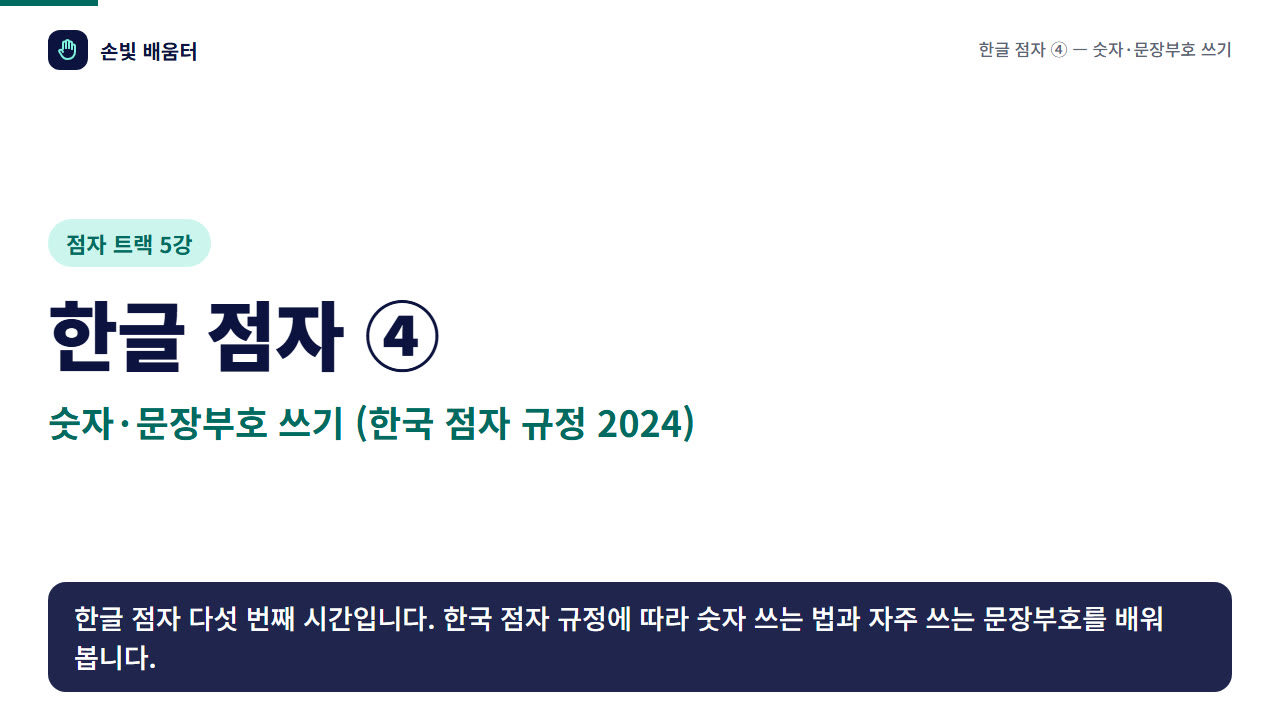 손빛 배움터
한글 점자 ④ — 숫자·문장부호 쓰기
점자 트랙 5강
한글 점자 ④
숫자·문장부호 쓰기 (한국 점자 규정 2024)
한글 점자 다섯 번째 시간입니다. 한국 점자 규정에 따라 숫자 쓰는 법과 자주 쓰는 문장부호를 배워
봅니다.